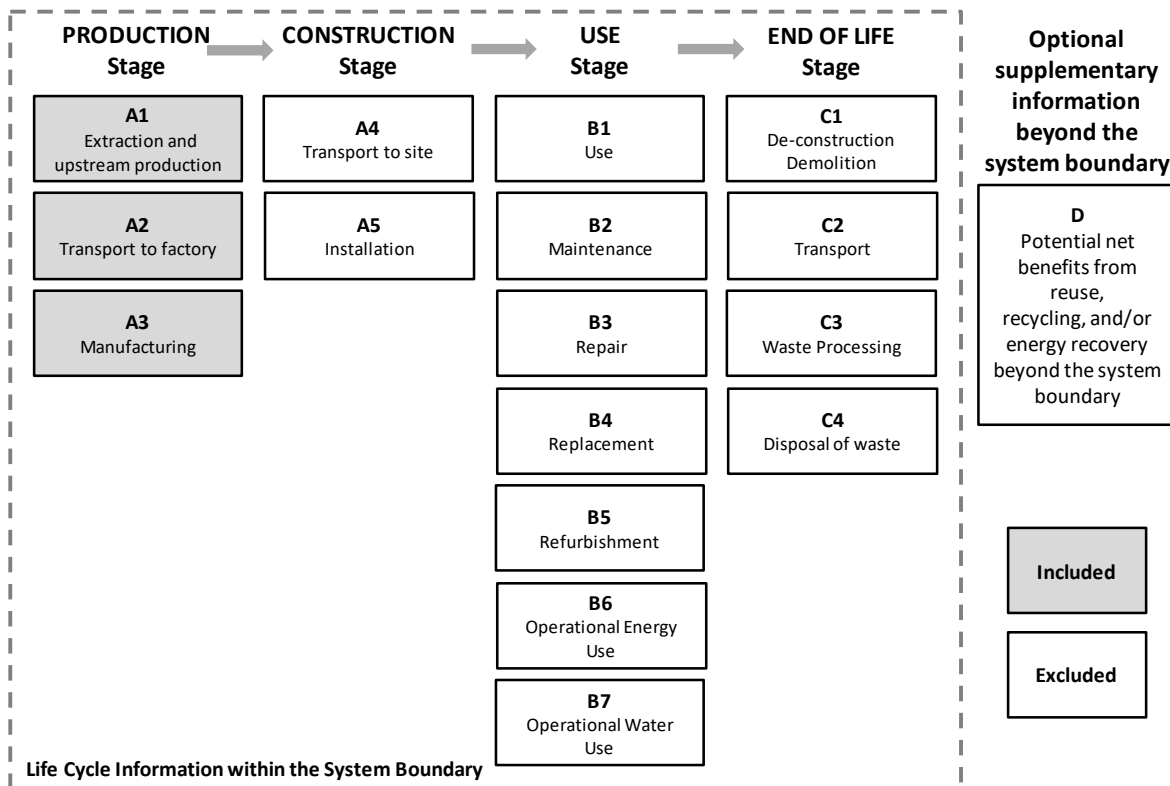 PRODUCTION
Stage
CONSTRUCTION
Stage
USE
Stage
END OF LIFE
Stage
A1
Extraction and
upstream production
A2
Transport to factory
A3
Manufacturing
A4
Transport to site
A5
Installation
B1
Use
B2
Maintenance
B3
Repair
B4
Replacement
B5
Refurbishment
B6
Operational Energy
Use
B7
Operational Water
Use
C1
De-construction
Demolition
C2
Transport
C3
Waste Processing
C4
Disposal of waste
Life Cycle Information within the System Boundary
Optional
supplementary
information
beyond the
system boundary
D
Potential net
benefits from
reuse,
recycling, and/or
energy recovery
beyond the system
boundary
Included
Excluded